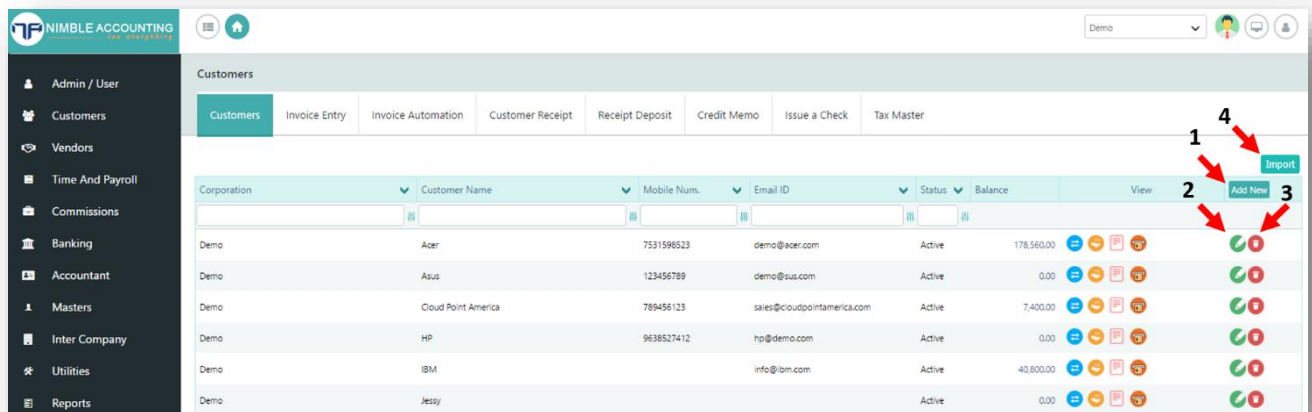 NIMBLE ACCOUNTING
see everything
Demo
Admin / User
Customers
Vendors
Time And Payroll
Commissions
Banking
Accountant
Masters
Inter Company
Utilities
Reports
Customers
Customers Invoice Entry Invoice Automation Customer Receipt Receipt Deposit Credit Memo Issue a Check Tax Master
4
1
Import
2 3
Corporation Customer Name Mobile Num. Email ID Status Balance View Add New
Demo Acer 7531598523 demo@acer.com Active 178,560.00
Demo Asus 123456789 demo@sus.com Active 0.00
Demo Cloud Point America 789456123 sales@cloudpointamerica.com Active 7,400.00
Demo HP 9638527412 hp@demo.com Active 0.00
Demo IBM info@ibm.com Active 40,800.00
Demo Jessy Active 0.00